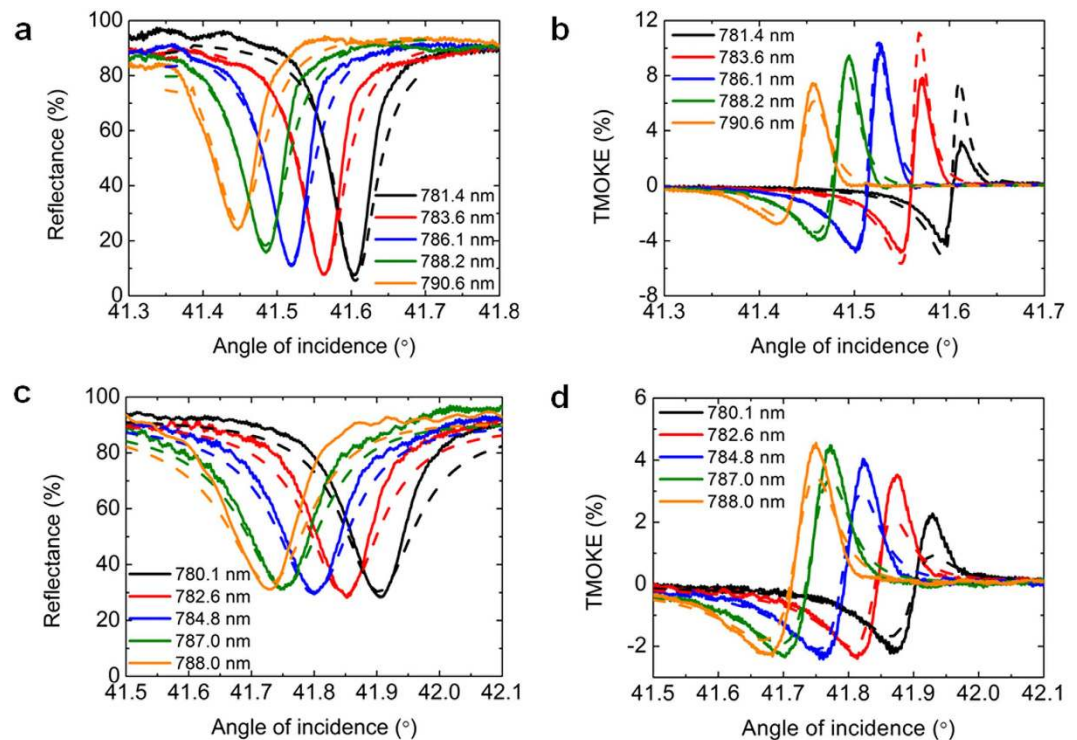 a
Reflectance (%)
100
80
60
40
20
0
781.4 nm
783.6 nm
786.1 nm
788.2 nm
790.6 nm
41.3 41.4 41.5 41.6 41.7 41.8
Angle of incidence (°)
b
TMOKE (%)
12
8
4
0
-4
-8
781.4 nm
783.6 nm
786.1 nm
788.2 nm
790.6 nm
41.3 41.4 41.5 41.6 41.7
Angle of incidence (°)
c
Reflectance (%)
100
80
60
40
20
0
780.1 nm
782.6 nm
784.8 nm
787.0 nm
788.0 nm
41.5 41.6 41.7 41.8 41.9 42.0 42.1
Angle of incidence (°)
d
TMOKE (%)
6
4
2
0
-2
780.1 nm
782.6 nm
784.8 nm
787.0 nm
788.0 nm
41.5 41.6 41.7 41.8 41.9 42.0 42.1
Angle of incidence (°)